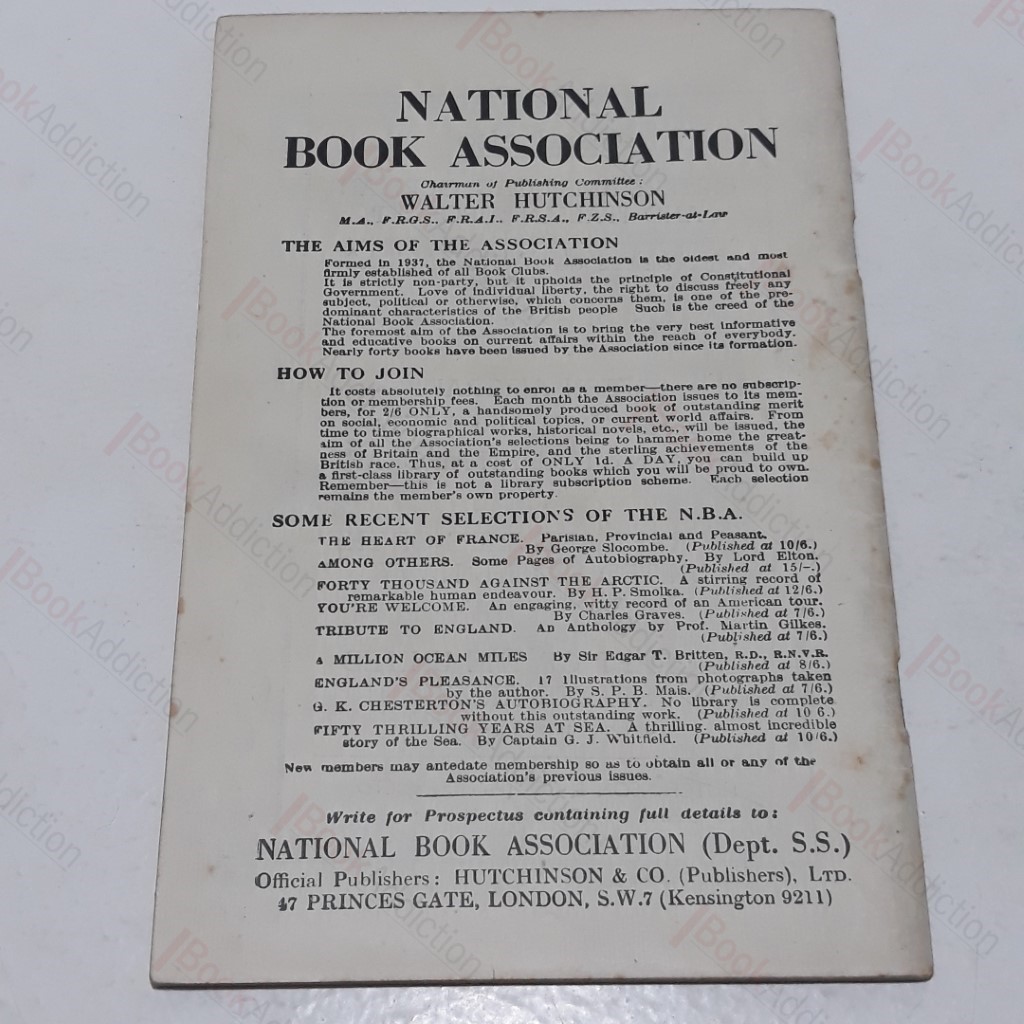 NATIONAL
BOOK ASSOCIATION
Chairman of Publishing Committee:
WALTER HUTCHINSON
M.A., F.R.G.S., F.R.A.I., F.R.S.A., F.Z.S., Barrister-at-Law
THE AIMS OF THE ASSOCIATION
Formed in 1937, the National Book Association is the oldest and most
firmly established of all Book Clubs.
It is strictly non-party, but it upholds the principle of Constitutional
Government. Love of individual liberty, the right to discuss freely any
subject, political or otherwise, which concerns them, is one of the pre-
dominant characteristics of the British people Such is the creed of the
National Book Association.
The foremost aim of the Association is to bring the very best informative
and educative books on current affairs within the reach of everybody.
Nearly forty books have been issued by the Association since its formation.
HOW TO JOIN
It costs absolutely nothing to enrol as a member—there are no subscrip-
tion or membership fees. Each month the Association issues to its mem-
bers, for 2/6 ONLY, a handsomely produced book of outstanding merit
on social, economic and political topics, or current world affairs. From
time to time biographical works, historical novels, etc., will be issued, the
aim of all the Association's selections being to hammer home the great-
ness of Britain and the Empire, and the sterling achievements of the
British race. Thus, at a cost of ONLY 1d. A DAY, you can build up
a first-class library of outstanding books which you will be proud to own.
Remember—this is not a library subscription scheme. Each selection
remains the member's own property.
SOME RECENT SELECTIONS OF THE N.B.A.
THE HEART OF FRANCE. Parisian, Provincial and Peasant.
By George Slocombe. (Published at 10/6.)
AMONG OTHERS. Some Pages of Autobiography. By Lord Elton.
(Published at 15/-.)
FORTY THOUSAND AGAINST THE ARCTIC. A stirring record of
remarkable human endeavour. By H. P. Smolka. (Published at 12/6.)
YOU'RE WELCOME. An engaging, witty record of an American tour.
By Charles Graves. (Published at 7/6.)
TRIBUTE TO ENGLAND. An Anthology by Prof. Martin Gilkes.
(Published at 7/6.)
A MILLION OCEAN MILES By Sir Edgar T. Britten, R.D., R.N.V.R.
(Published at 8/6.)
ENGLAND'S PLEASANCE. 17 illustrations from photographs taken
by the author. By S. P. B. Mais. (Published at 7/6.)
G. K. CHESTERTON'S AUTOBIOGRAPHY. No library is complete
without this outstanding work. (Published at 10 6.)
FIFTY THRILLING YEARS AT SEA. A thrilling, almost incredible
story of the Sea. By Captain G. J. Whitfield. (Published at 10/6.)
New members may antedate membership so as to obtain all or any of the
Association's previous issues.
Write for Prospectus containing full details to:
NATIONAL BOOK ASSOCIATION (Dept. S.S.)
Official Publishers: HUTCHINSON & CO. (Publishers), LTD.
47 PRINCES GATE, LONDON, S.W.7 (Kensington 9211)
BookAddiction